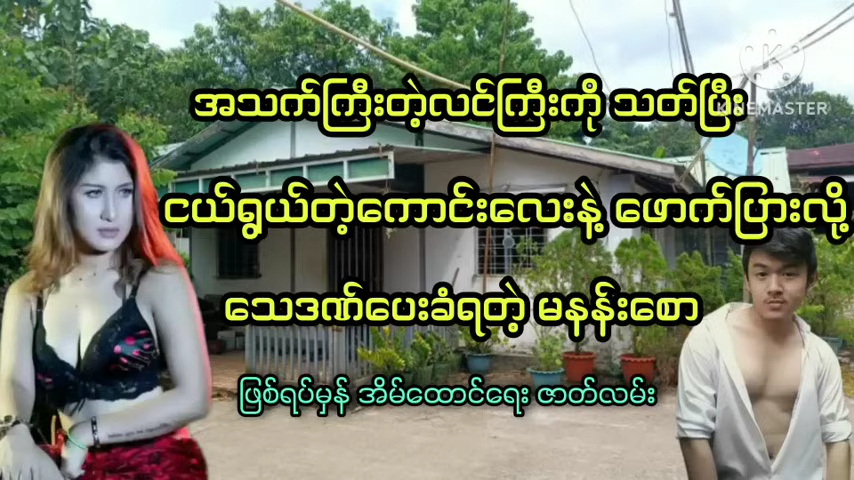 အသက်ကြီးတဲ့လင်ကြီးကို သတ်ပြီး
KINEMASTER
ငယ်ရွယ်တဲ့ကောင်းလေးနဲ့ ဖောက်ပြားလို့
သေဒဏ်ပေးခံရတဲ့ မနန်းစော
ဖြစ်ရပ်မှန် အိမ်ထောင်ရေး ဇာတ်လမ်း